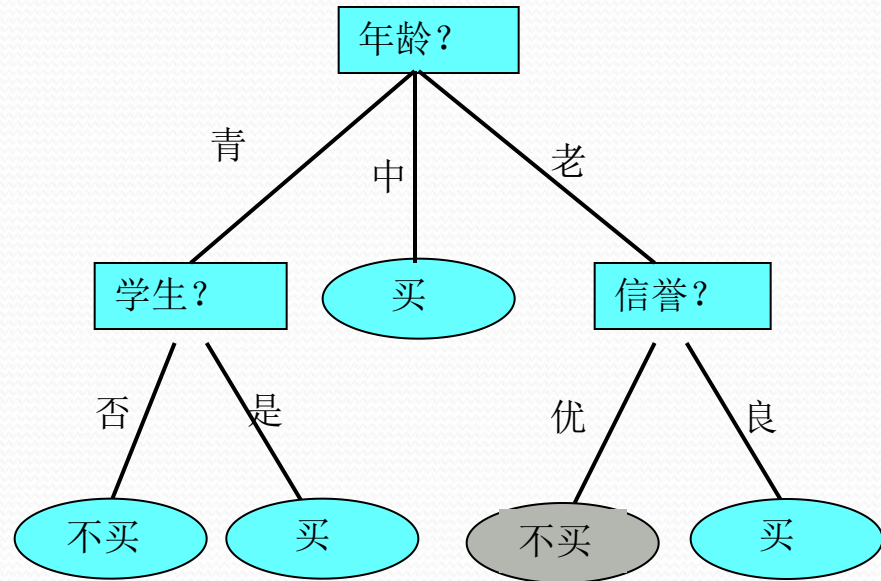 年龄？
青
中
老
学生？
买
信誉？
否
是
优
良
不买
买
不买
买